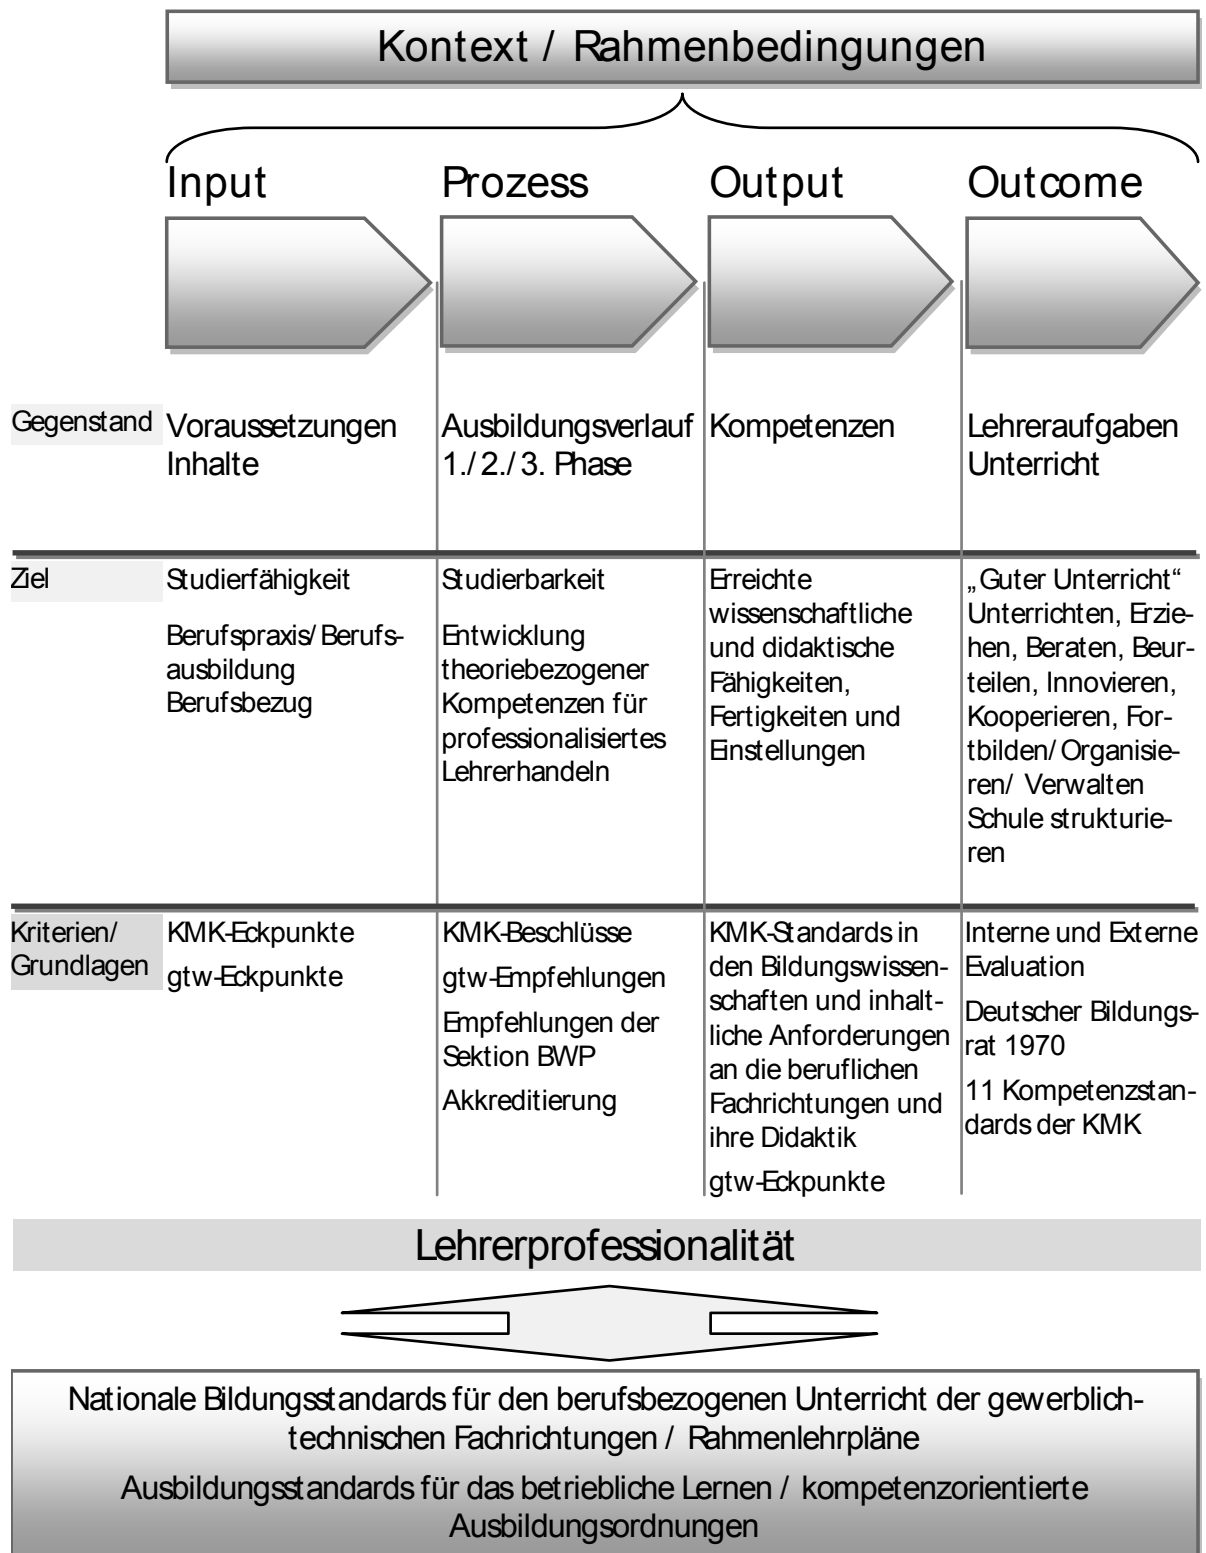 Kontext / Rahmenbedingungen
Input
Prozess
Output
Outcome
Gegenstand
Voraussetzungen
Inhalte
Ausbildungsverlauf
1./ 2./ 3. Phase
Kompetenzen
Lehreraufgaben
Unterricht
Ziel
Studierfähigkeit
Berufspraxis/ Berufs-
ausbildung
Berufsbezug
Studierbarkeit
Entwicklung
theoriebezogener
Kompetenzen für
professionalisiertes
Lehrerhandeln
Erreichte
wissenschaftliche
und didaktische
Fähigkeiten,
Fertigkeiten und
Einstellungen
„Guter Unterricht“
Unterrichten, Erzie-
hen, Beraten, Beur-
teilen, Innovieren,
Kooperieren, For-
tbilden/ Organisie-
ren/ Verwalten
Schule strukturie-
ren
Kriterien/
Grundlagen
KMK-Eckpunkte
gtw-Eckpunkte
KMK-Beschlüsse
gtw-Empfehlungen
Empfehlungen der
Sektion BWP
Akkreditierung
KMK-Standards in
den Bildungswissen-
schaften und inhalt-
liche Anforderungen
an die beruflichen
Fachrichtungen und
ihre Didaktik
gtw-Eckpunkte
Interne und Externe
Evaluation
Deutscher Bildungs-
rat 1970
11 Kompetenzstan-
dards der KMK
Lehrerprofessionalität
Nationale Bildungsstandards für den berufsbezogenen Unterricht der gewerblich-
technischen Fachrichtungen / Rahmenlehrpläne
Ausbildungsstandards für das betriebliche Lernen / kompetenzorientierte
Ausbildungsordnungen